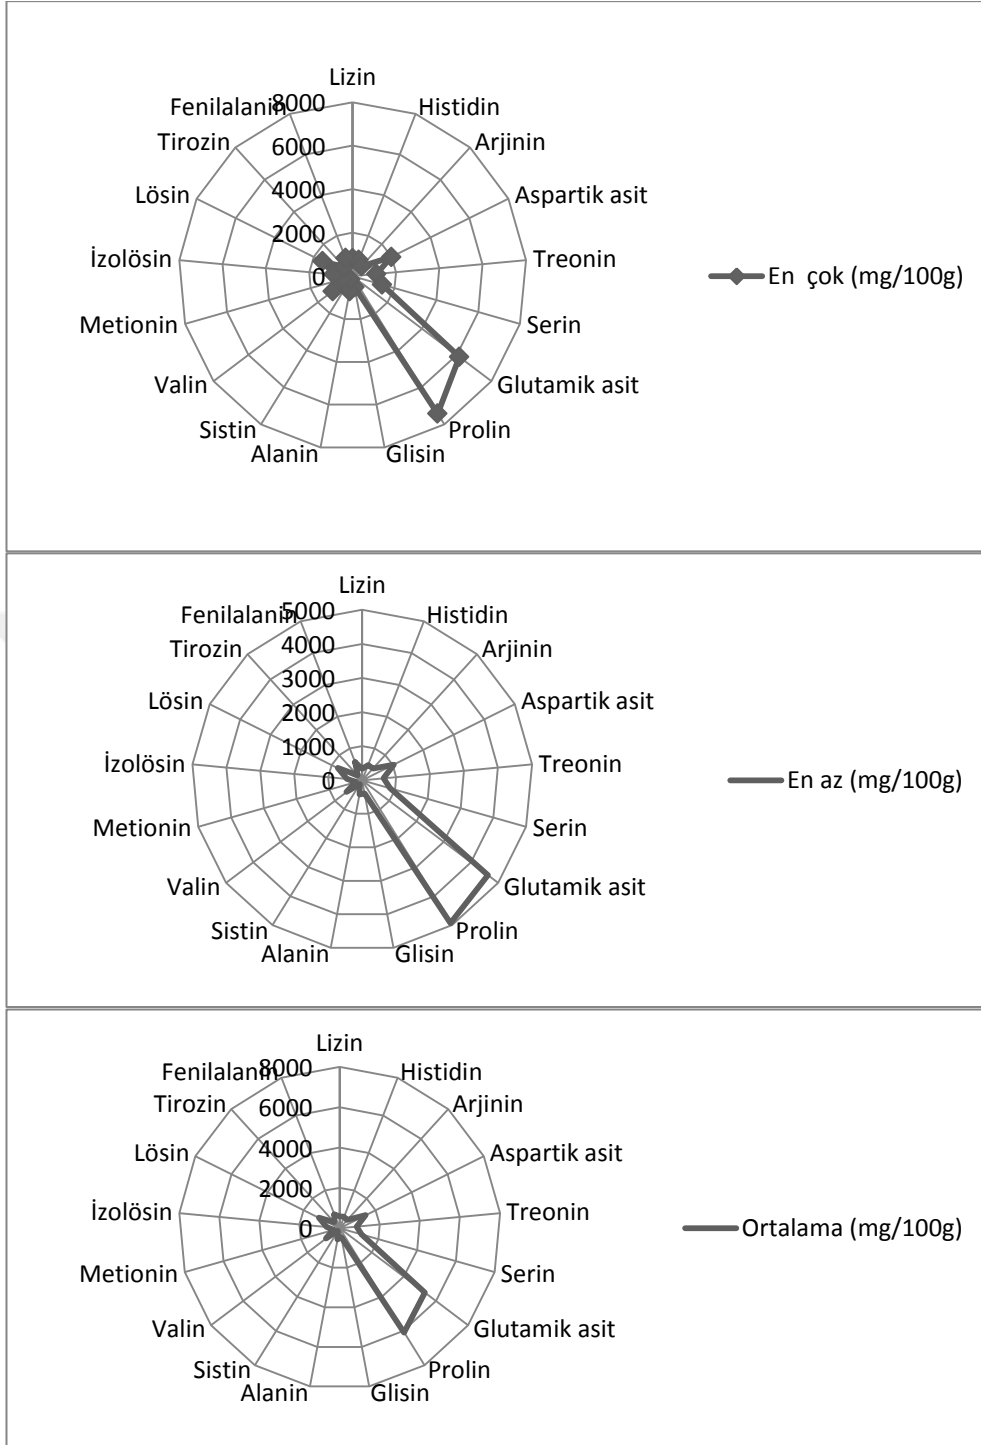 Lizin
Histidin
Arjinin
Aspartik asit
Treonin
Serin
Glutamik asit
Prolin
Glisin
Alanin
Sistin
Valin
Metionin
İzolösin
Lösin
Tirozin
Fenilalanin
8000
6000
4000
2000
0
En çok (mg/100g)
Lizin
Histidin
Arjinin
Aspartik asit
Treonin
Serin
Glutamik asit
Prolin
Glisin
Alanin
Sistin
Valin
Metionin
İzolösin
Lösin
Tirozin
Fenilalanin
5000
4000
3000
2000
1000
0
En az (mg/100g)
Lizin
Histidin
Arjinin
Aspartik asit
Treonin
Serin
Glutamik asit
Prolin
Glisin
Alanin
Sistin
Valin
Metionin
İzolösin
Lösin
Tirozin
Fenilalanin
8000
6000
4000
2000
0
Ortalama (mg/100g)